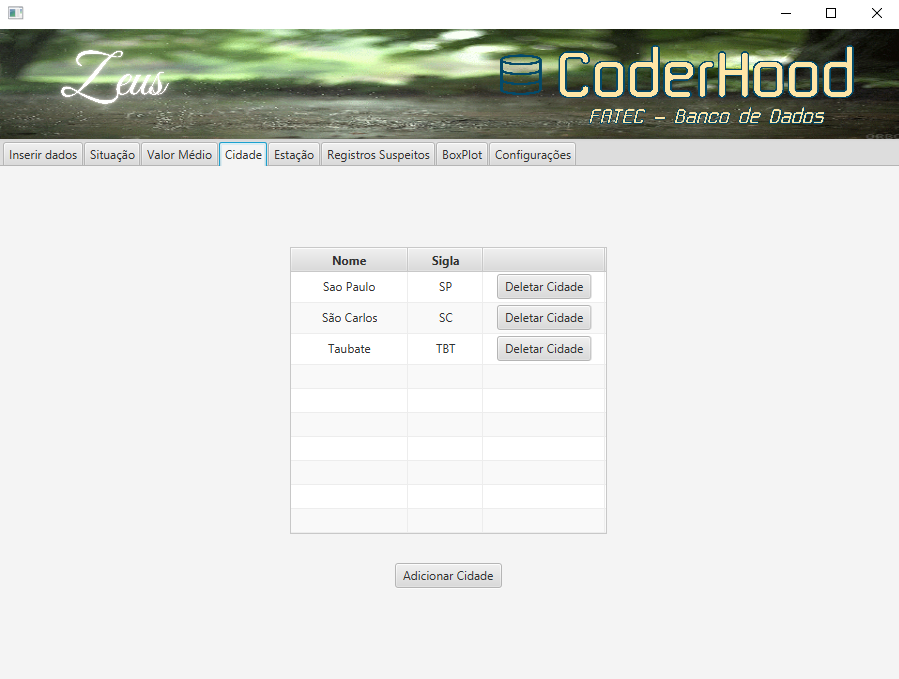 Zeus
CoderHood
FATEC - Banco de Dados
Inserir dados Situação Valor Médio Cidade Estação Registros Suspeitos BoxPlot Configurações
Nome Sigla
Sao Paulo SP Deletar Cidade
São Carlos SC Deletar Cidade
Taubate TBT Deletar Cidade
Adicionar Cidade